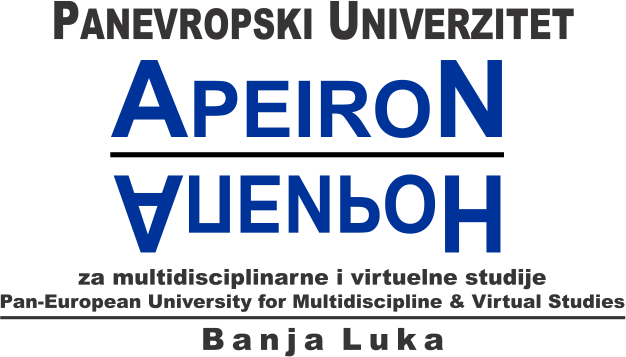 PANEVROPSKI UNIVERZITET
APEIRON
АПЕИРОН
za multidisciplinarne i virtuelne studije
Pan-European University for Multidiscipline & Virtual Studies
Banja Luka